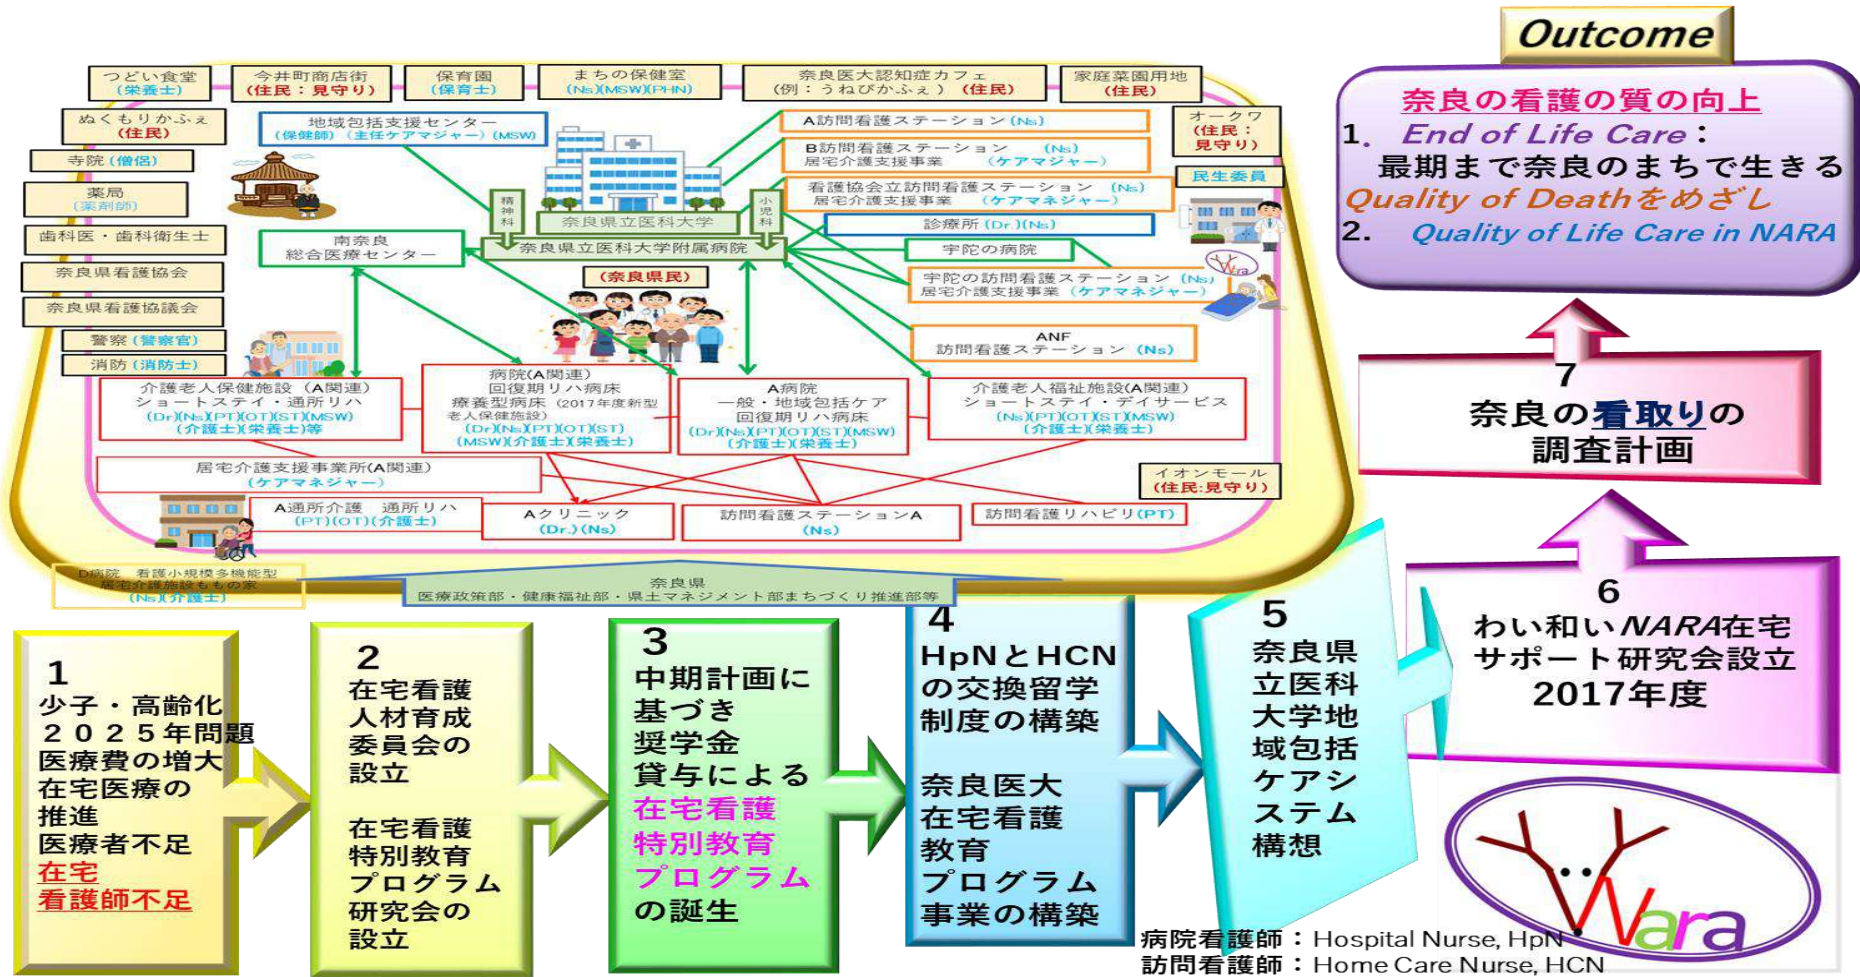 Outcome
奈良の看護の質の向上
1. End of Life Care：
最期まで奈良のまちで生きる
Quality of Deathをめざし
2. Quality of Life Care in NARA
つどい食堂
(栄養士)
今井町商店街
(住民：見守り)
保育園
(保育士)
まちの保健室
(Ns)(MSW)(PHN)
奈良医大認知症カフェ
(例：うねびかふぇ) (住民)
家庭菜園用地
(住民)
ぬくもりかふぇ
(住民)
寺院(僧侶)
薬局
(薬剤師)
歯科医・歯科衛生士
奈良県看護協会
奈良県看護協議会
警察(警察官)
消防(消防士)
地域包括支援センター
(保健師)(主任ケアマジャー)(MSW)
A訪問看護ステーション(Ns)
B訪問看護ステーション (Ns)
居宅介護支援事業 (ケアマジャー)
看護協会立訪問看護ステーション (Ns)
居宅介護支援事業 (ケアマネジャー)
診療所(Dr.)(Ns)
宇陀の病院
宇陀の訪問看護ステーション(Ns)
居宅介護支援事業(ケアマネジャー)
ANF
訪問看護ステーション (Ns)
オークワ
(住民：
見守り)
民生委員
Wara
精神科
小児科
奈良県立医科大学
奈良県立医科大学附属病院
南奈良
総合医療センター
(奈良県民)
介護老人保健施設 (A関連)
ショートステイ・通所リハ
(Dr)(Ns)(PT)(OT)(ST)(MSW)
(介護士)(栄養士)等
病院(A関連)
回復期リハ病床
療養型病床 (2017年度新型
老人保健施設)
(Dr)(Ns)(PT)(OT)(ST)
(MSW)(介護士)(栄養士)
A病院
一般・地域包括ケア
回復期リハ病床
(Dr)(Ns)(PT)(OT)(ST)(MSW)
(介護士)(栄養士)
介護老人福祉施設(A関連)
ショートステイ・デイサービス
(Ns)(PT)(OT)(ST)(MSW)
(介護士)(栄養士)
居宅介護支援事業所(A関連)
(ケアマネジャー)
イオンモール
(住民:見守り)
A通所介護 通所リハ
(PT)(OT)(介護士)
Aクリニック
(Dr.)(Ns)
訪問看護ステーションA
(Ns)
訪問看護リハビリ(PT)
D病院 看護小規模多機能型
居宅介護施設ももの家
(Ns)(介護士)
奈良県
医療政策部・健康福祉部・県土マネジメント部まちづくり推進部等
1
少子・高齢化
２０２５年問題
医療費の増大
在宅医療の
推進
医療者不足
在宅
看護師不足
2
在宅看護
人材育成
委員会の
設立
在宅看護
特別教育
プログラム
研究会の
設立
3
中期計画に
基づき
奨学金
貸与による
在宅看護
特別教育
プログラム
の誕生
4
HpNとHCN
の交換留学
制度の構築
奈良医大
在宅看護
教育
プログラム
事業の構築
5
奈良県
立医科
大学地
域包括
ケアシ
ステム
構想
6
わい和いNARA在宅
サポート研究会設立
2017年度
7
奈良の看取りの
調査計画
Wara
病院看護師：Hospital Nurse, HpN
訪問看護師：Home Care Nurse, HCN